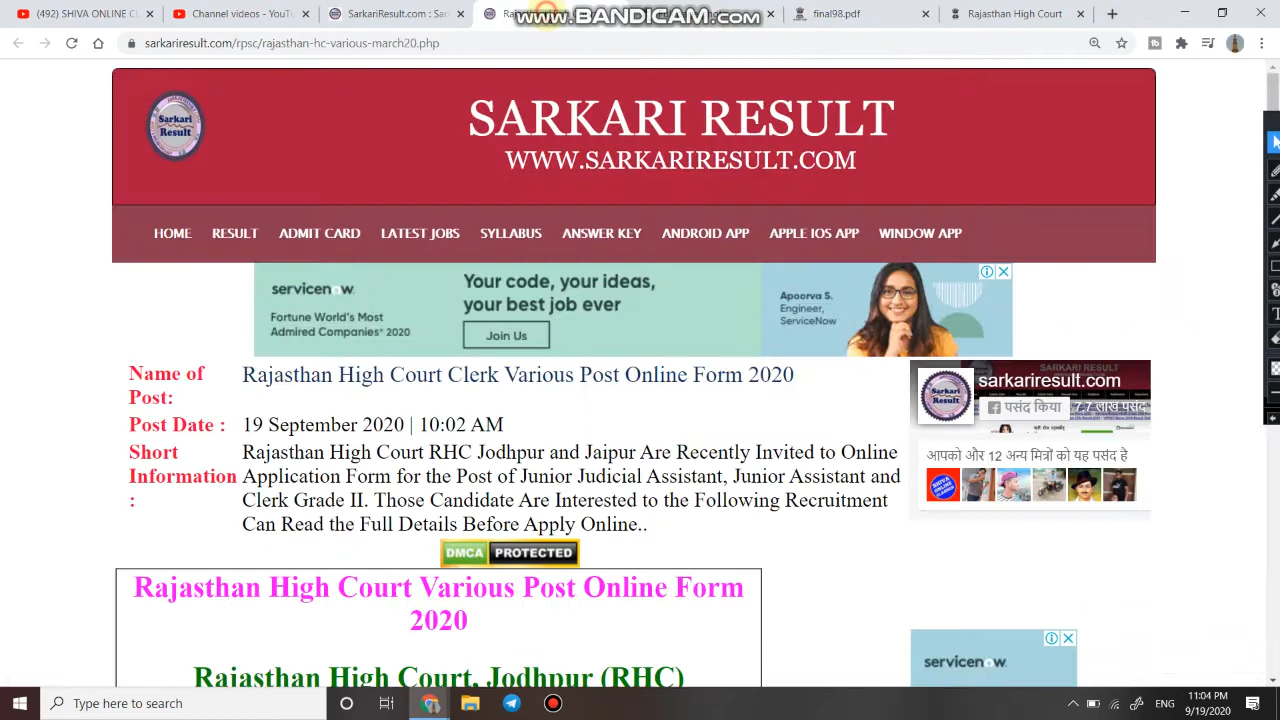 (492) SHIVA ONLINE C
SarkariResult.com : Sar
www.BANDICAM.com
final98.pdf
Rajasthan High Court
sarkariresult.com/rpsc/rajasthan-hc-various-march20.php
Sarkari
Result
SARKARI RESULT
WWW.SARKARIRESULT.COM
HOME RESULT ADMIT CARD LATEST JOBS SYLLABUS ANSWER KEY ANDROID APP APPLE IOS APP WINDOW APP
servicenow.
Fortune World's Most
Admired Companies* 2020
Your code, your ideas,
your best job ever
Join Us
Apoorva S.
Engineer,
ServiceNow
Name of
Post:
Rajasthan High Court Clerk Various Post Online Form 2020
Post Date : 19 September 2020 | 10:02 AM
Short
Information
:
Rajasthan High Court RHC Jodhpur and Jaipur Are Recently Invited to Online
Application Form for the Post of Junior Judicial Assistant, Junior Assistant and
Clerk Grade II. Those Candidate Are Interested to the Following Recruitment
Can Read the Full Details Before Apply Online..
DMCA PROTECTED
Rajasthan High Court Various Post Online Form
2020
Rajasthan High Court, Jodhpur (RHC)
Sarkari
Result
sarkariresult.com
पसंद किया 7.7 लाख पसंद
आपको और 12 अन्य मित्रों को यह पसंद है
servicenow.
Type here to search
ENG
11:04 PM
9/19/2020